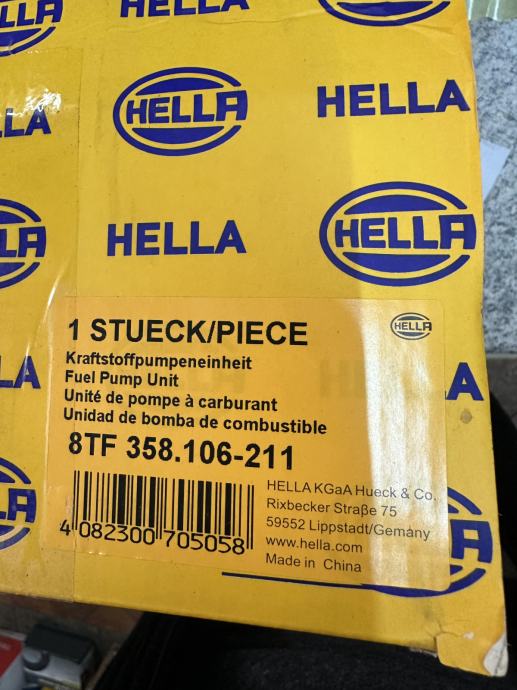 HELLA
HELLA
HELLA
HELLA
HELLA
HELLA
1 STUECK/PIECE
HELLA
Kraftstoffpumpeneinheit
Fuel Pump Unit
Unité de pompe à carburant
Unidad de bomba de combustible
8TF 358.106-211
HELLA KGaA Hueck & Co.
Rixbecker Straße 75
59552 Lippstadt/Gemány
www.hella.com
Made in China
4 082300 705058